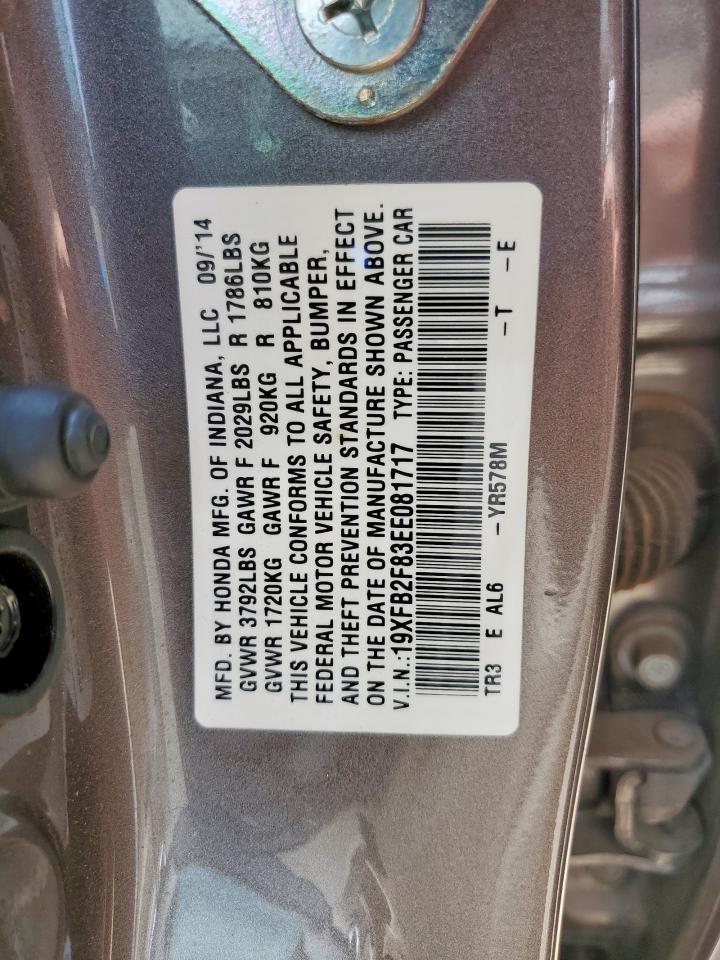 MFD. BY HONDA MFG. OF INDIANA, LLC 09/'14
GVWR 3792LBS GAWR F 2029LBS R 1786LBS
GVWR 1720KG GAWR F 920KG R 810KG
THIS VEHICLE CONFORMS TO ALL APPLICABLE
FEDERAL MOTOR VEHICLE SAFETY, BUMPER,
AND THEFT PREVENTION STANDARDS IN EFFECT
ON THE DATE OF MANUFACTURE SHOWN ABOVE.
V.I.N.:19XFB2F83EE081717 TYPE: PASSENGER CAR
TR3 E AL6 -YR578M -T -E